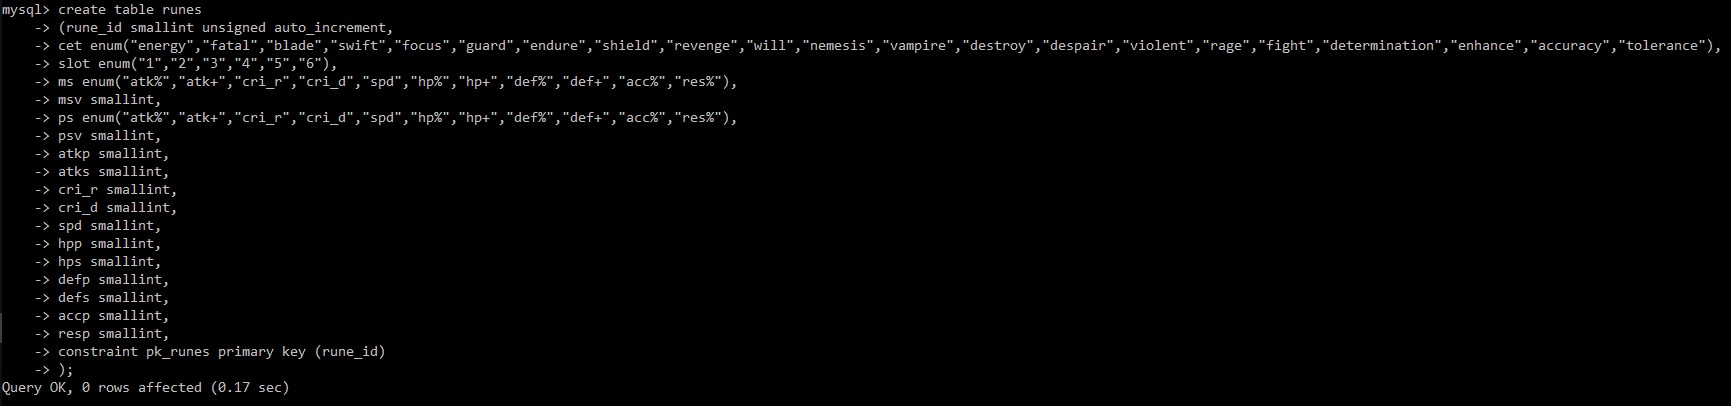 mysql> create table runes
    -> (rune_id smallint unsigned auto_increment,
    -> cet enum("energy","fatal","blade","swift","focus","guard","endure","shield","revenge","will","nemesis","vampire","destroy","despair","violent","rage","fight","determination","enhance","accuracy","tolerance"),
    -> slot enum("1","2","3","4","5","6"),
    -> ms enum("atk%","atk+","cri_r","cri_d","spd","hp%","hp+","def%","def+","acc%","res%"),
    -> msv smallint,
    -> ps enum("atk%","atk+","cri_r","cri_d","spd","hp%","hp+","def%","def+","acc%","res%"),
    -> psv smallint,
    -> atkp smallint,
    -> atks smallint,
    -> cri_r smallint,
    -> cri_d smallint,
    -> spd smallint,
    -> hpp smallint,
    -> hps smallint,
    -> defp smallint,
    -> defs smallint,
    -> accp smallint,
    -> resp smallint,
    -> constraint pk_runes primary key (rune_id)
    -> );
Query OK, 0 rows affected (0.17 sec)